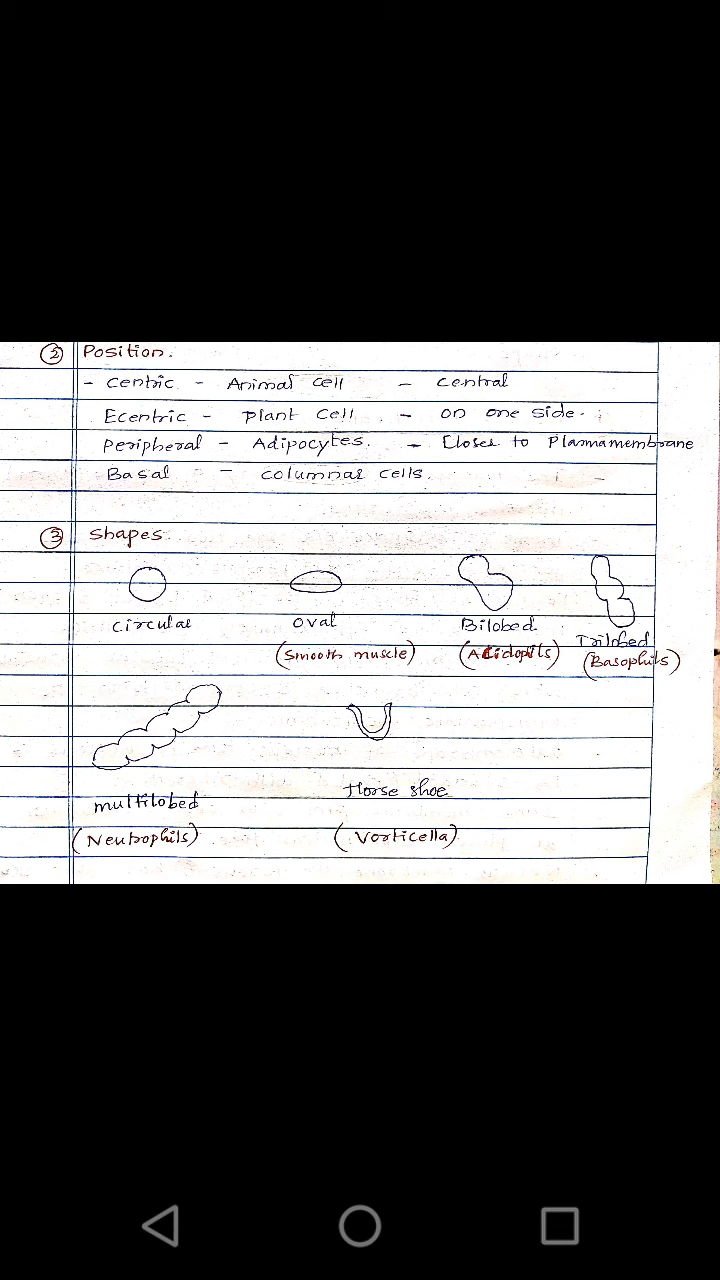 ② Position.
- Centric - Animal cell - Central
Ecentric - Plant Cell - on one side.
Peripheral - Adipocytes. - Closer to Plasmamembrane
Basal - Columnar cells.
③ Shapes.
Circular Oval Bilobed Trilobed
(Smooth muscle) (Acidopils) (Basophils)
multilobed Horse shoe
(Neutrophils) (Vorticella)